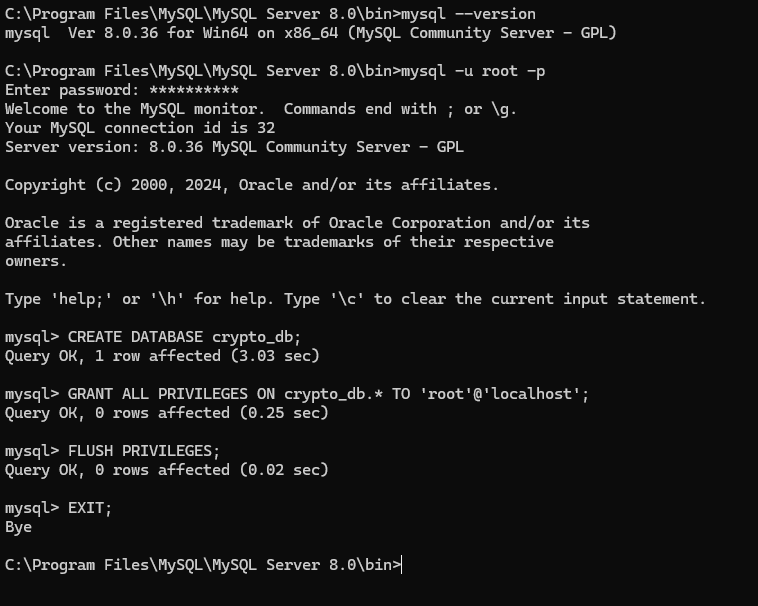 C:\Program Files\MySQL\MySQL Server 8.0\bin>mysql --version
mysql  Ver 8.0.36 for Win64 on x86_64 (MySQL Community Server - GPL)
C:\Program Files\MySQL\MySQL Server 8.0\bin>mysql -u root -p
Enter password: **********
Welcome to the MySQL monitor.  Commands end with ; or \g.
Your MySQL connection id is 32
Server version: 8.0.36 MySQL Community Server - GPL
Copyright (c) 2000, 2024, Oracle and/or its affiliates.
Oracle is a registered trademark of Oracle Corporation and/or its
affiliates. Other names may be trademarks of their respective
owners.
Type 'help;' or '\h' for help. Type '\c' to clear the current input statement.
mysql> CREATE DATABASE crypto_db;
Query OK, 1 row affected (3.03 sec)
mysql> GRANT ALL PRIVILEGES ON crypto_db.* TO 'root'@'localhost';
Query OK, 0 rows affected (0.25 sec)
mysql> FLUSH PRIVILEGES;
Query OK, 0 rows affected (0.02 sec)
mysql> EXIT;
Bye
C:\Program Files\MySQL\MySQL Server 8.0\bin>